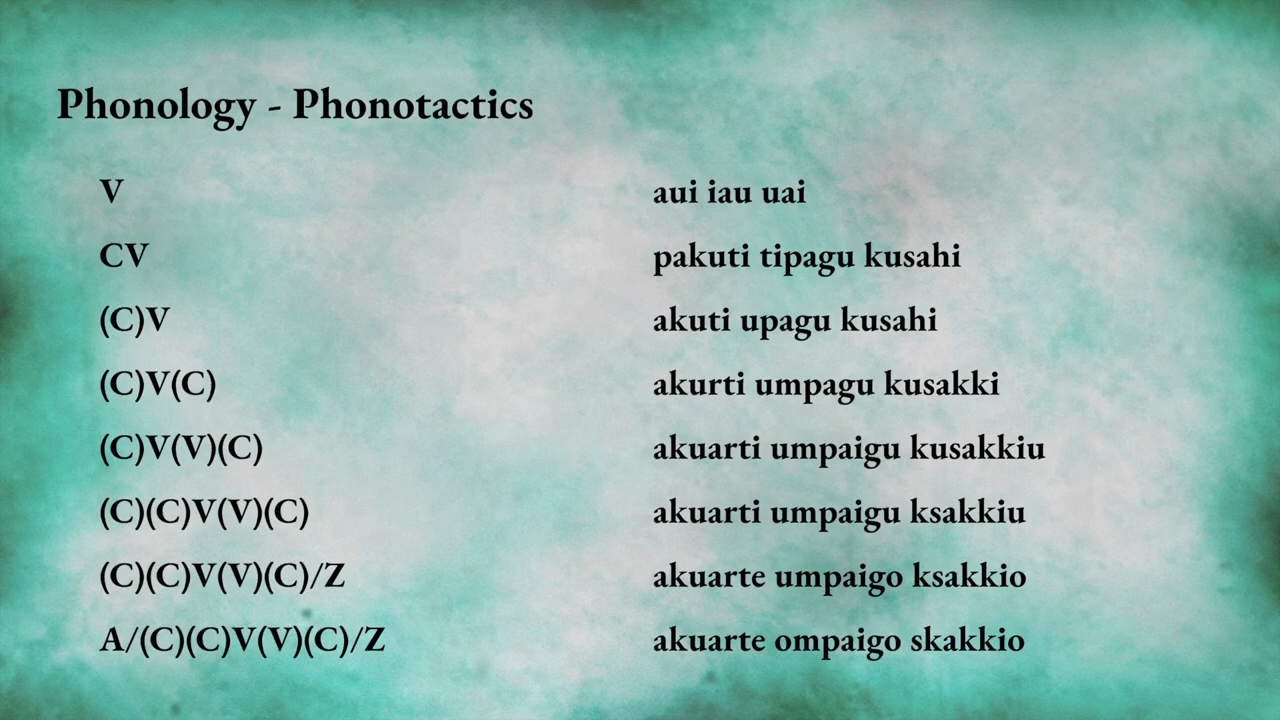 Phonology - Phonotactics
V aui iau uai
CV pakuti tipagu kusahi
(C)V akuti upagu kusahi
(C)V(C) akurti umpagu kusakki
(C)V(V)(C) akuarti umpaigu kusakkiu
(C)(C)V(V)(C) akuarti umpaigu ksakkiu
(C)(C)V(V)(C)/Z akuarte umpaigo ksakkio
A/(C)(C)V(V)(C)/Z akuarte ompaigo skakkio